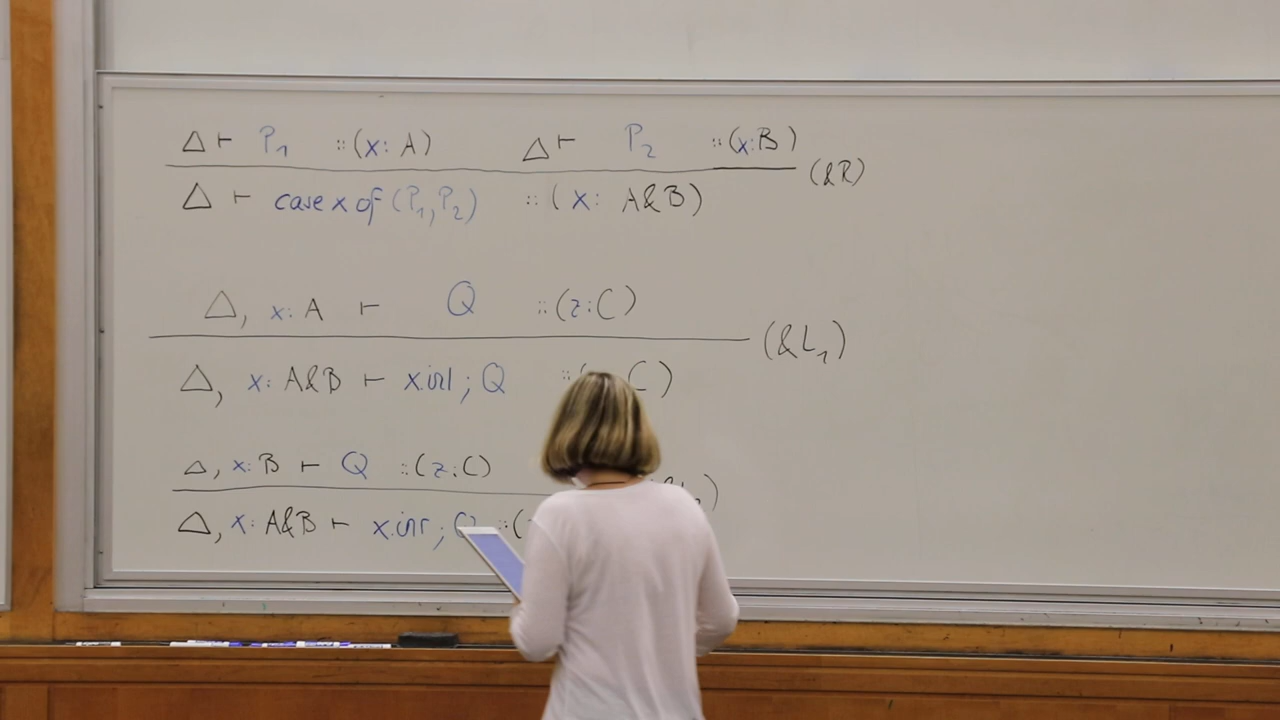 Δ ⊢ P₁ :: (x: A) Δ ⊢ P₂ :: (x: B)
(&R)
Δ ⊢ case x of (P₁, P₂) :: (x: A&B)
Δ, x: A ⊢ Q :: (z: C)
(&L₁)
Δ, x: A&B ⊢ x.inl ; Q :: ( C)
Δ, x: B ⊢ Q :: (z: C)
Δ, x: A&B ⊢ x.inr ; Q :: (